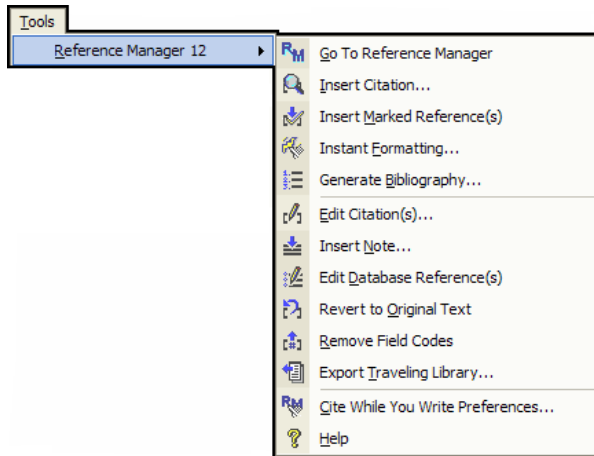 Tools
Reference Manager 12
RM Go To Reference Manager
Insert Citation...
Insert Marked Reference(s)
Instant Formatting...
Generate Bibliography...
Edit Citation(s)...
Insert Note...
Edit Database Reference(s)
Revert to Original Text
Remove Field Codes
Export Traveling Library...
RM Cite While You Write Preferences...
Help